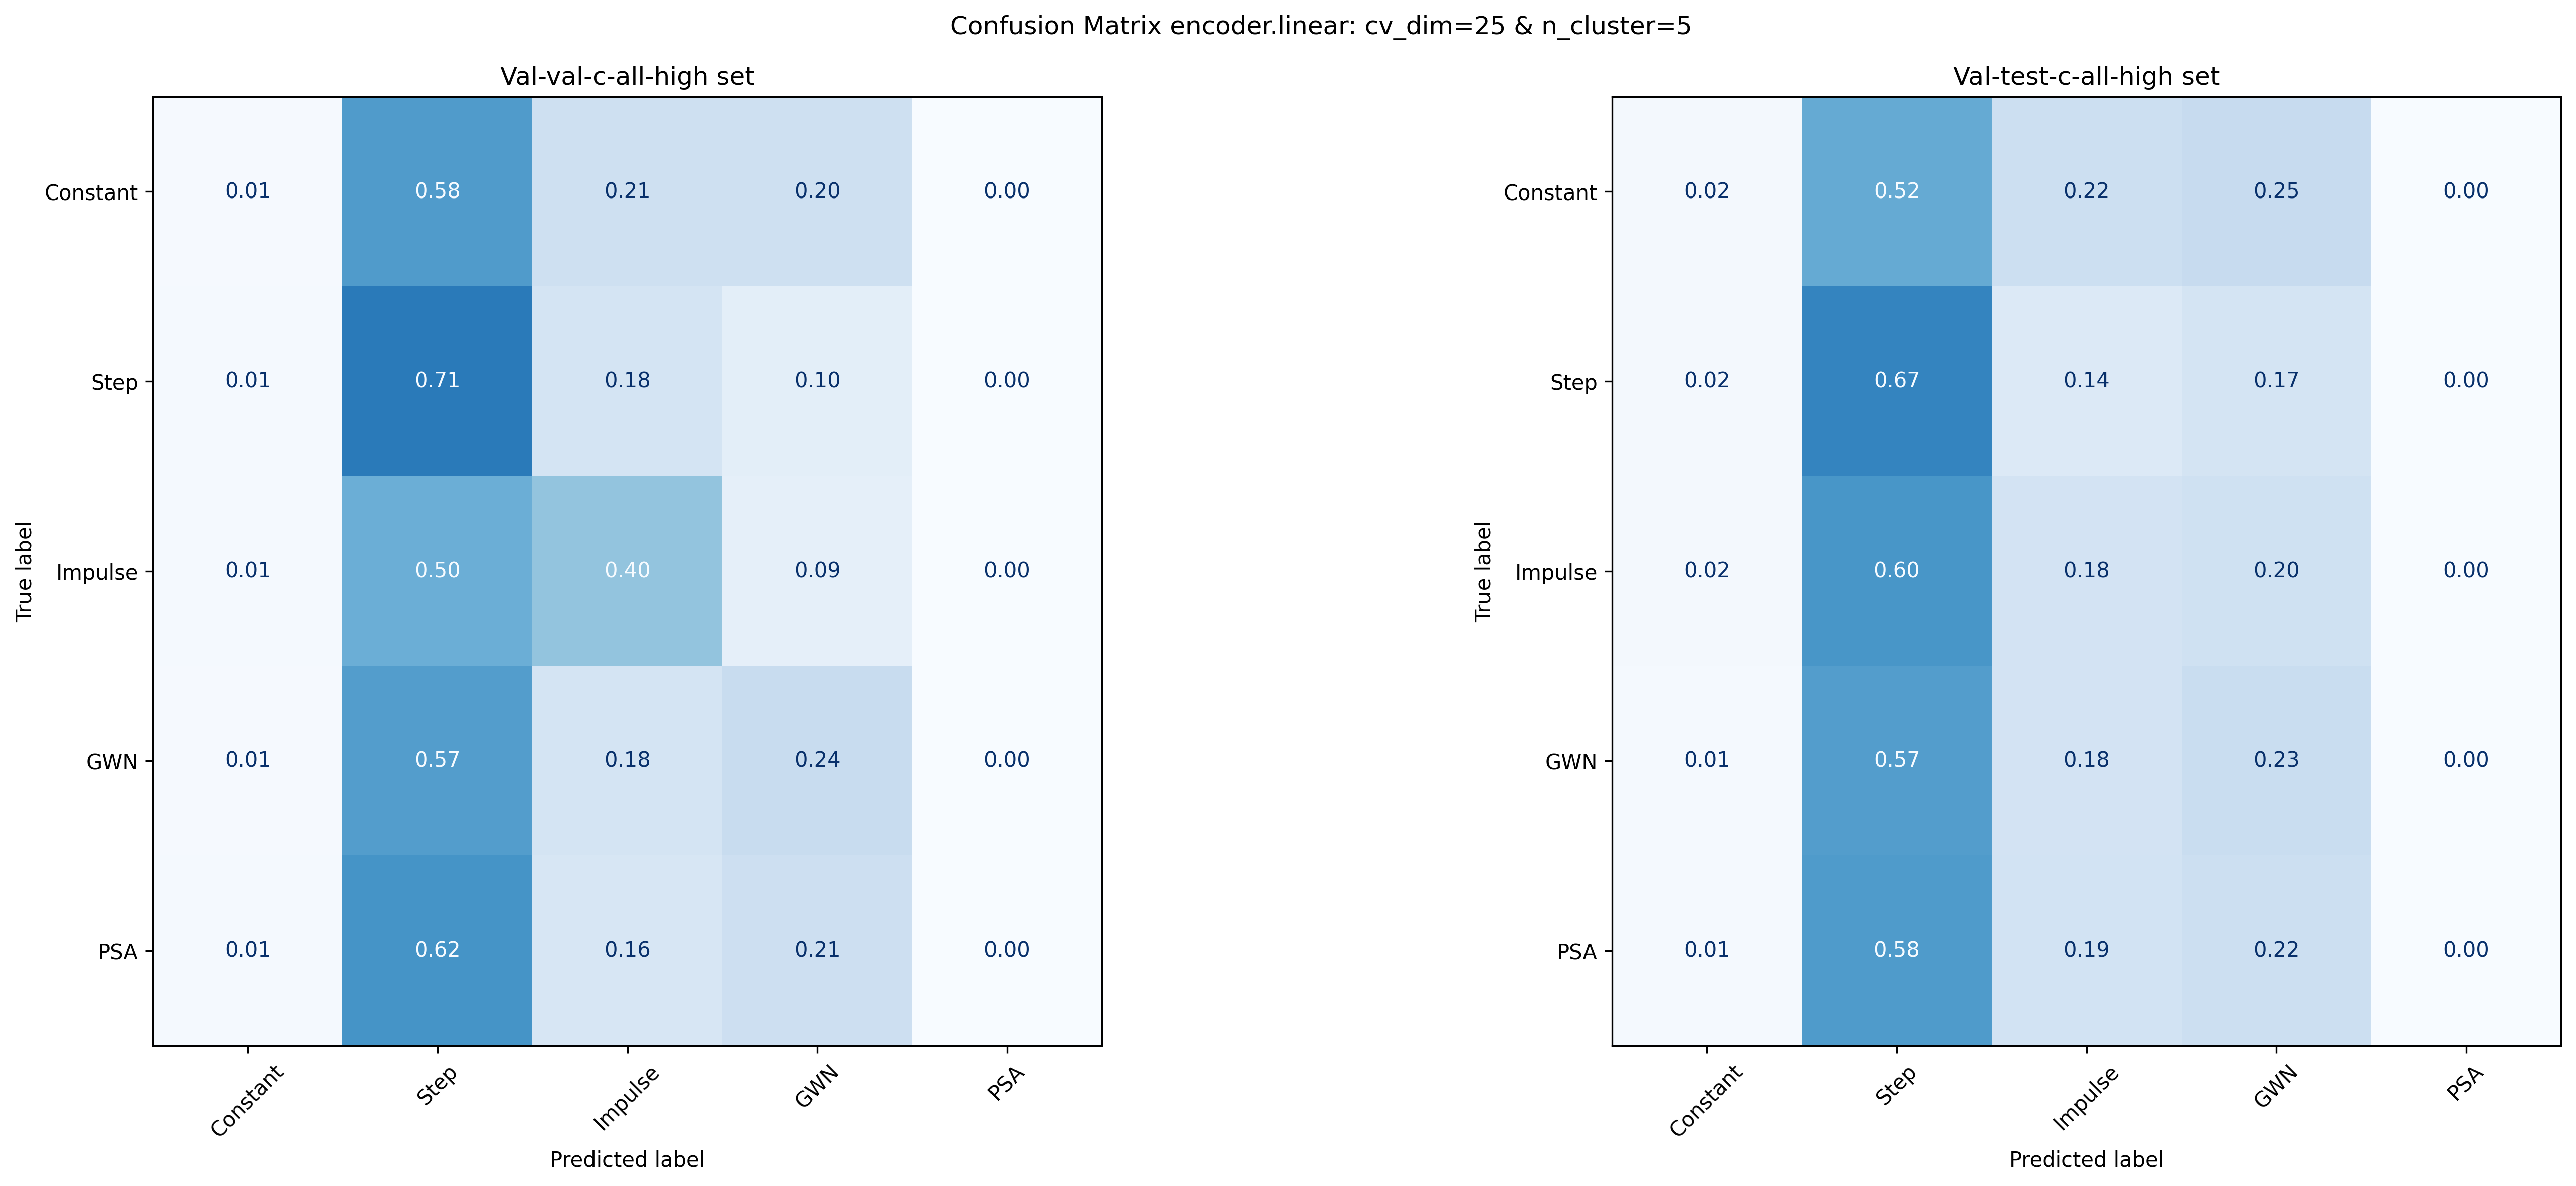 Confusion Matrix encoder.linear: cv_dim=25 & n_cluster=5
Val-val-c-all-high set
True label
Constant 0.01 0.58 0.21 0.20 0.00
Step 0.01 0.71 0.18 0.10 0.00
Impulse 0.01 0.50 0.40 0.09 0.00
GWN 0.01 0.57 0.18 0.24 0.00
PSA 0.01 0.62 0.16 0.21 0.00
Constant Step Impulse GWN PSA
Predicted label
Val-test-c-all-high set
True label
Constant 0.02 0.52 0.22 0.25 0.00
Step 0.02 0.67 0.14 0.17 0.00
Impulse 0.02 0.60 0.18 0.20 0.00
GWN 0.01 0.57 0.18 0.23 0.00
PSA 0.01 0.58 0.19 0.22 0.00
Constant Step Impulse GWN PSA
Predicted label